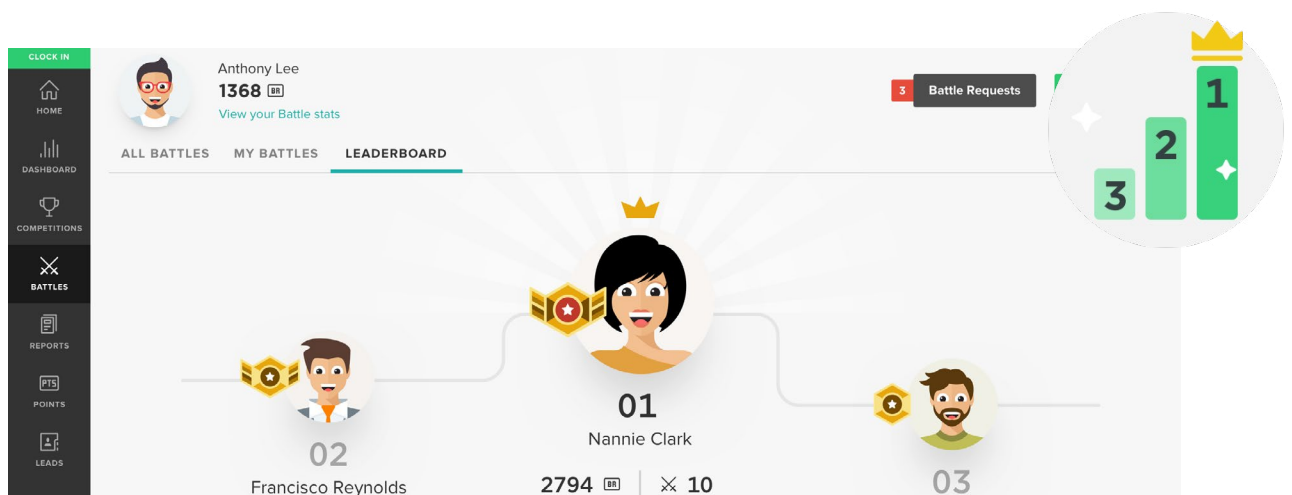 CLOCK IN
HOME
DASHBOARD
COMPETITIONS
BATTLES
REPORTS
PTS
POINTS
LEADS
Anthony Lee
1368 BR
View your Battle stats
3 Battle Requests
ALL BATTLES MY BATTLES LEADERBOARD
1
2
3
01
Nannie Clark
2794 BR 10
02
Francisco Reynolds
03